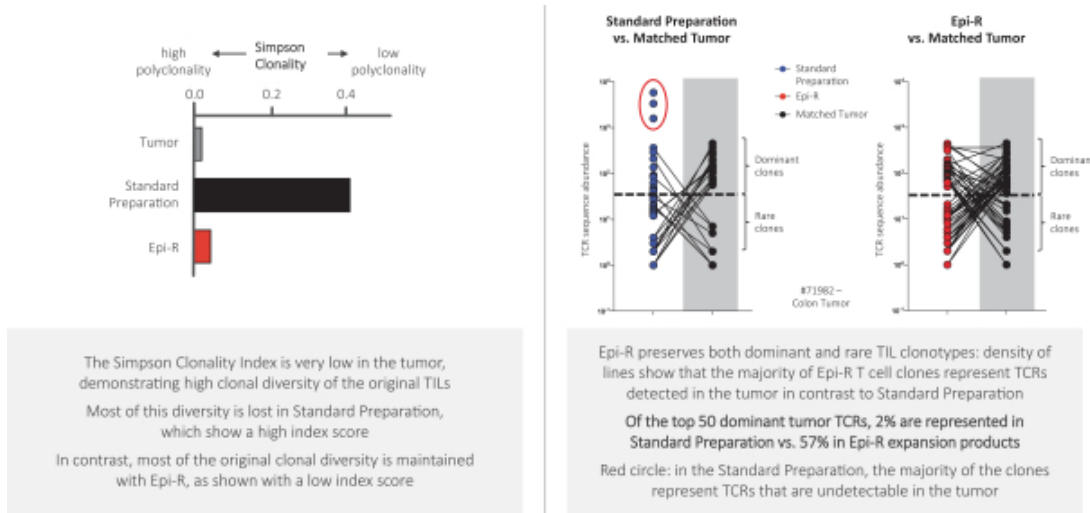 high
polyclonality
Simpson
Clonality
low
polyclonality
0.0
0.2
0.4
Tumor
Standard
Preparation
Epi-R
The Simpson Clonality Index is very low in the tumor,
demonstrating high clonal diversity of the original TILs
Most of this diversity is lost in Standard Preparation,
which show a high index score
In contrast, most of the original clonal diversity is maintained
with Epi-R, as shown with a low index score
Standard Preparation
vs. Matched Tumor
TCR sequence abundance
Standard
Preparation
Epi-R
Matched Tumor
Dominant
clones
Rare
clones
#71982 –
Colon Tumor
Epi-R
vs. Matched Tumor
TCR sequence abundance
Dominan
clones
Rare
clones
Epi-R preserves both dominant and rare TIL clonotypes: density of
lines show that the majority of Epi-R T cell clones represent TCRs
detected in the tumor in contrast to Standard Preparation
Of the top 50 dominant tumor TCRs, 2% are represented in
Standard Preparation vs. 57% in Epi-R expansion products
Red circle: in the Standard Preparation, the majority of the clones
represent TCRs that are undetectable in the tumor